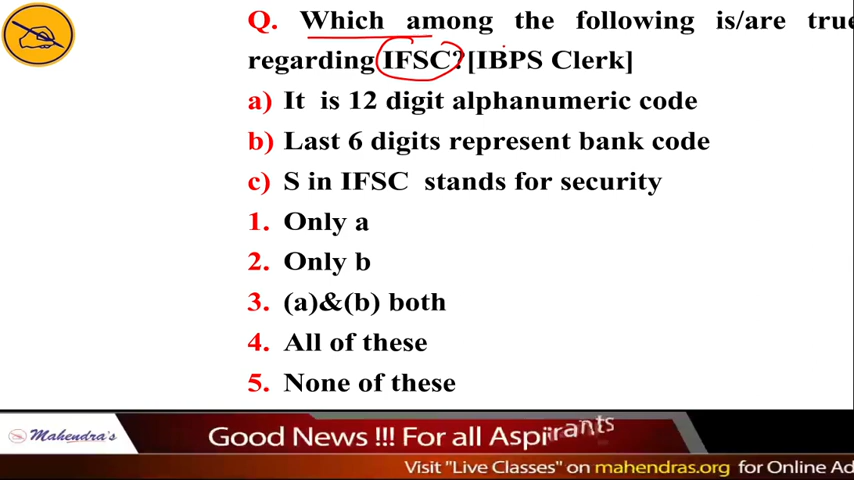 Q. Which among the following is/are true
regarding IFSC?[IBPS Clerk]
a) It is 12 digit alphanumeric code
b) Last 6 digits represent bank code
c) S in IFSC stands for security
1. Only a
2. Only b
3. (a)&(b) both
4. All of these
5. None of these
Mahendra's
Good News !!! For all Aspirants
Visit "Live Classes" on mahendras.org for Online Ad